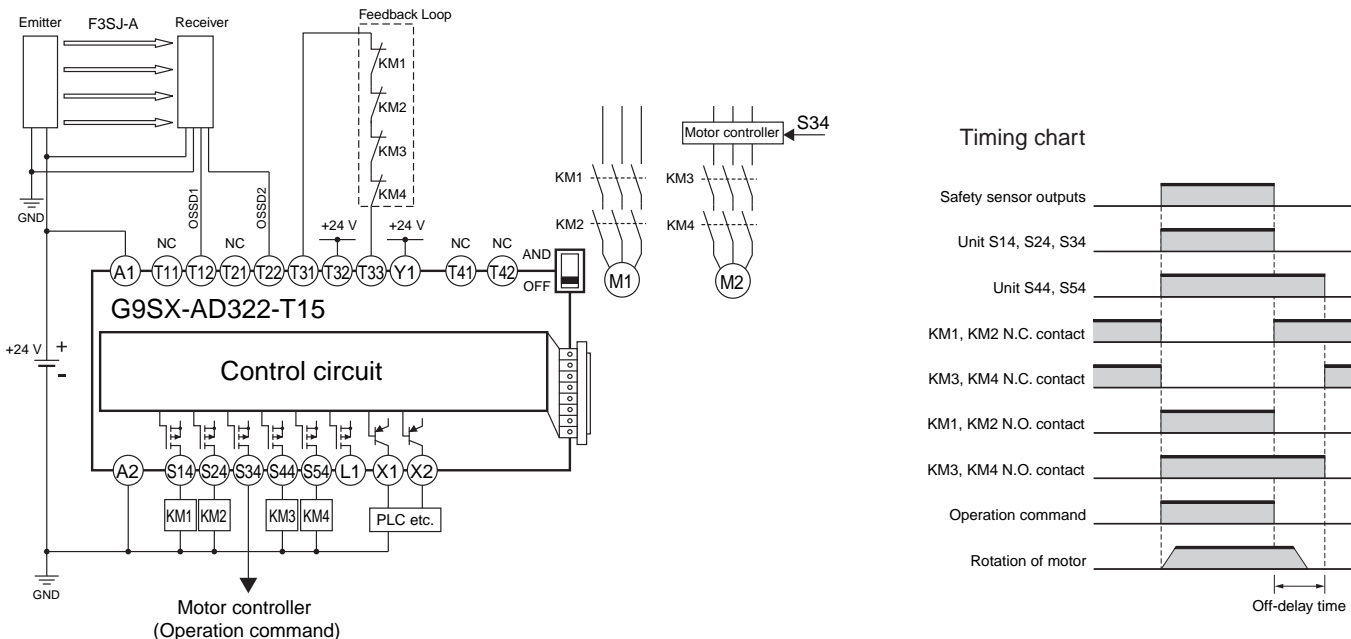 Feedback Loop
Emitter F3SJ-A Receiver
KM1
KM2
KM3
KM4
GND
OSSD1
OSSD2
+24 V +24 V
NC NC NC NC
A1 T11 T12 T21 T22 T31 T32 T33 Y1 T41 T42
AND
OFF
G9SX-AD322-T15
Control circuit
+24 V
+
-
A2 S14 S24 S34 S44 S54 L1 X1 X2
KM1 KM2 KM3 KM4 PLC etc.
GND
Motor controller
(Operation command)
Motor controller S34
KM1 KM3
KM2 KM4
M1 M2
Timing chart
Safety sensor outputs
Unit S14, S24, S34
Unit S44, S54
KM1, KM2 N.C. contact
KM3, KM4 N.C. contact
KM1, KM2 N.O. contact
KM3, KM4 N.O. contact
Operation command
Rotation of motor
Off-delay time